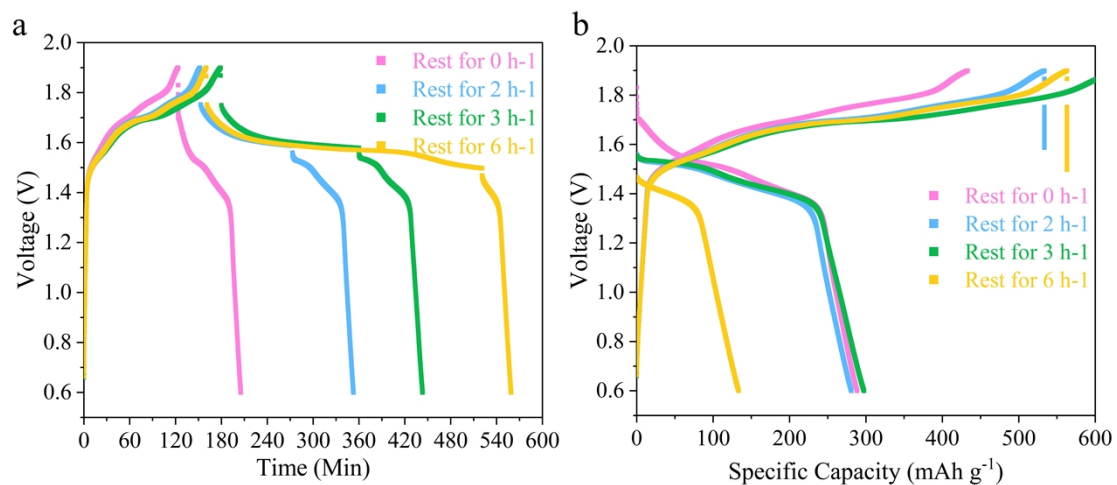 a
2.0
1.8
1.6
1.4
1.2
1.0
0.8
0.6
Voltage (V)
Rest for 0 h-1
Rest for 2 h-1
Rest for 3 h-1
Rest for 6 h-1
0 60 120 180 240 300 360 420 480 540 600
Time (Min)
b
2.0
1.8
1.6
1.4
1.2
1.0
0.8
0.6
Voltage (V)
Rest for 0 h-1
Rest for 2 h-1
Rest for 3 h-1
Rest for 6 h-1
0 100 200 300 400 500 600
Specific Capacity (mAh g⁻¹)